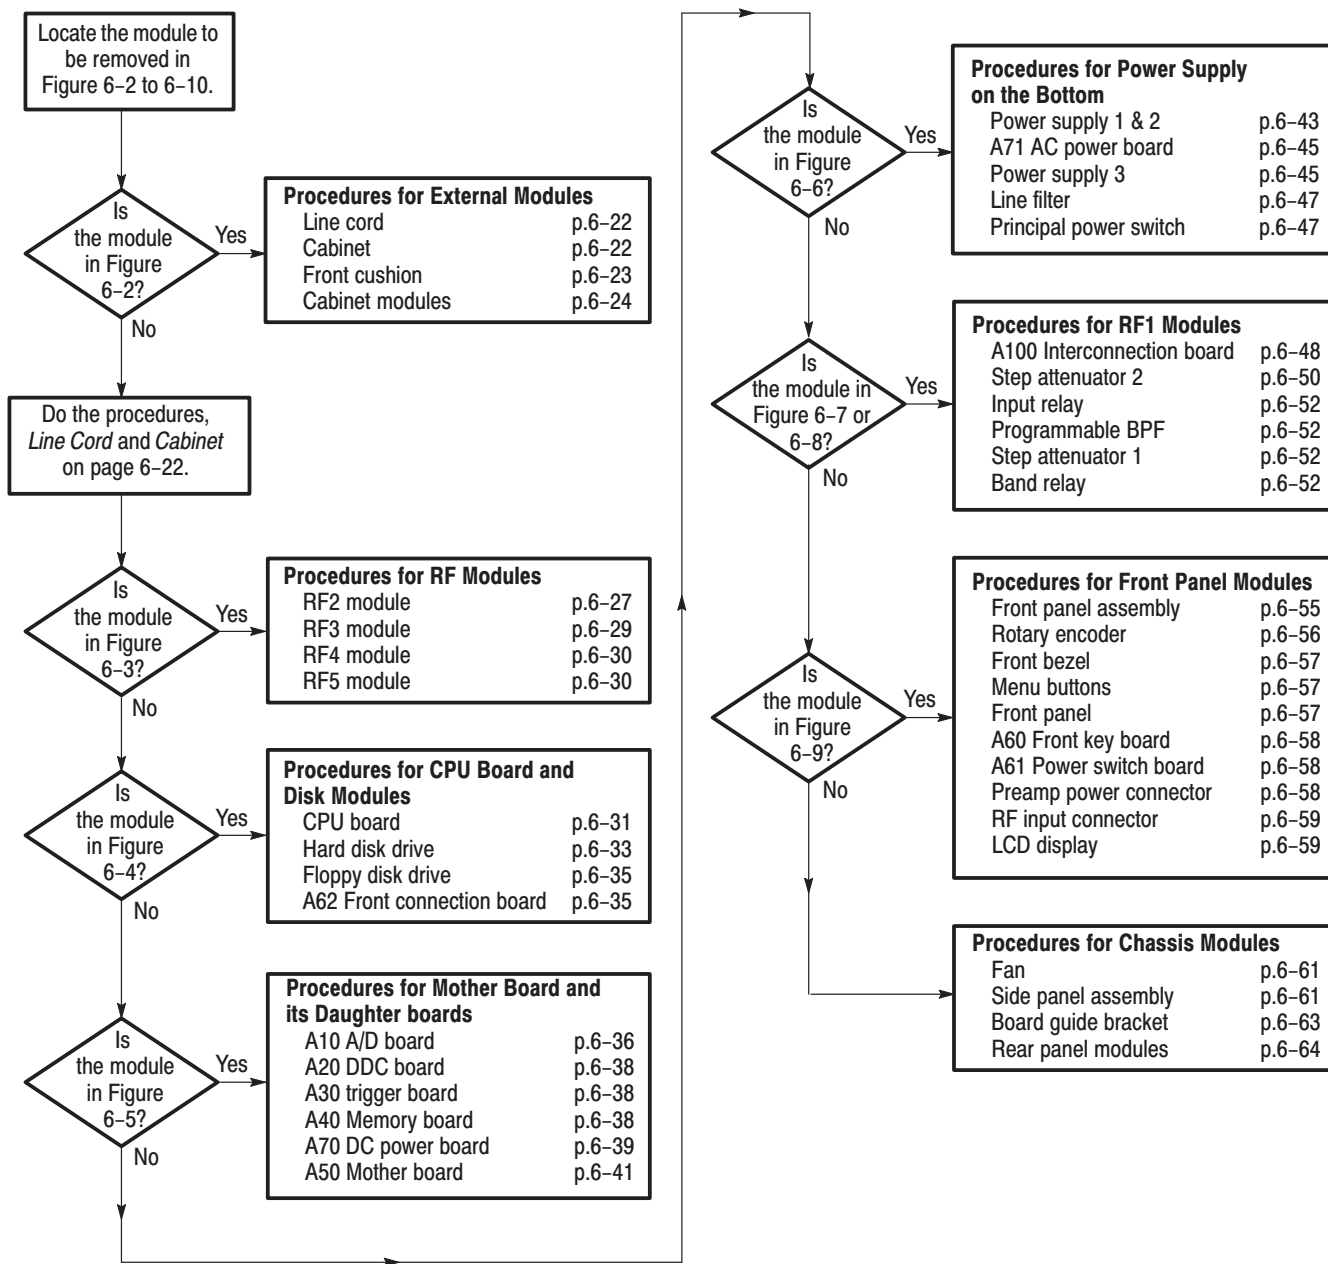 Locate the module to
be removed in
Figure 6–2 to 6–10.
Is
the module
in Figure
6–2?
Yes
No
Procedures for External Modules
Line cord p.6–22
Cabinet p.6–22
Front cushion p.6–23
Cabinet modules p.6–24
Do the procedures,
Line Cord and Cabinet
on page 6–22.
Is
the module
in Figure
6–3?
Yes
No
Procedures for RF Modules
RF2 module p.6–27
RF3 module p.6–29
RF4 module p.6–30
RF5 module p.6–30
Is
the module
in Figure
6–4?
Yes
No
Procedures for CPU Board and
Disk Modules
CPU board p.6–31
Hard disk drive p.6–33
Floppy disk drive p.6–35
A62 Front connection board p.6–35
Is
the module
in Figure
6–5?
Yes
No
Procedures for Mother Board and
its Daughter boards
A10 A/D board p.6–36
A20 DDC board p.6–38
A30 trigger board p.6–38
A40 Memory board p.6–38
A70 DC power board p.6–39
A50 Mother board p.6–41
Is
the module
in Figure
6–6?
Yes
No
Procedures for Power Supply
on the Bottom
Power supply 1 & 2 p.6–43
A71 AC power board p.6–45
Power supply 3 p.6–45
Line filter p.6–47
Principal power switch p.6–47
Is
the module in
Figure 6–7 or
6–8?
Yes
No
Procedures for RF1 Modules
A100 Interconnection board p.6–48
Step attenuator 2 p.6–50
Input relay p.6–52
Programmable BPF p.6–52
Step attenuator 1 p.6–52
Band relay p.6–52
Is
the module
in Figure
6–9?
Yes
No
Procedures for Front Panel Modules
Front panel assembly p.6–55
Rotary encoder p.6–56
Front bezel p.6–57
Menu buttons p.6–57
Front panel p.6–57
A60 Front key board p.6–58
A61 Power switch board p.6–58
Preamp power connector p.6–58
RF input connector p.6–59
LCD display p.6–59
Procedures for Chassis Modules
Fan p.6–61
Side panel assembly p.6–61
Board guide bracket p.6–63
Rear panel modules p.6–64